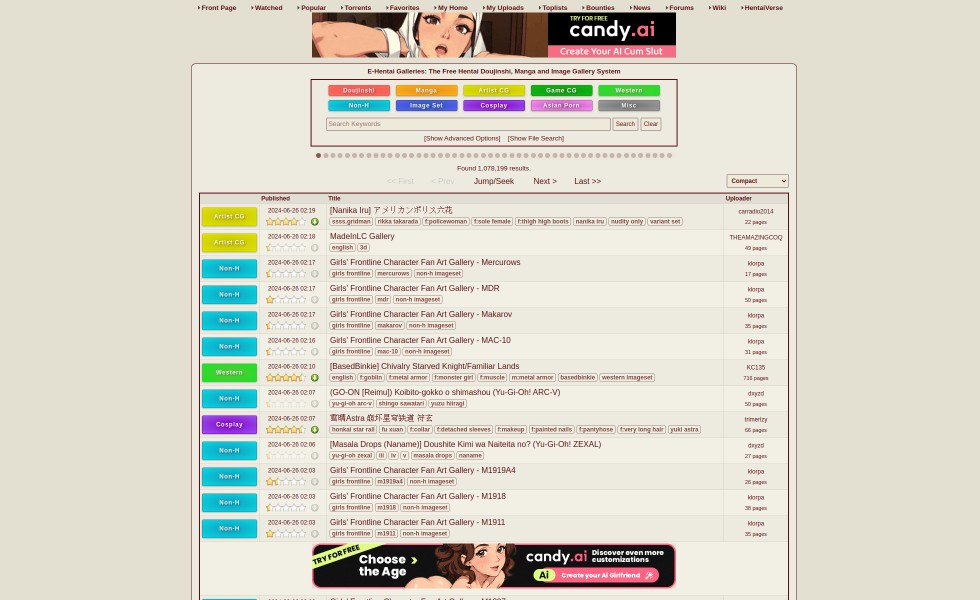 Front Page Watched Popular Torrents Favorites My Home My Uploads Toplists Bounties News Forums Wiki HentaiVerse
TRY FOR FREE
candy.ai
Create Your AI Cum Slut
E-Hentai Galleries: The Free Hentai Doujinshi, Manga and Image Gallery System
Doujinshi Manga Artist CG Game CG Western
Non-H Image Set Cosplay Asian Porn Misc
Search Keywords Search Clear
[Show Advanced Options] [Show File Search]
Found 1,078,199 results.
<< First < Prev Jump/Seek Next > Last >> Compact
Published Title Uploader
Artist CG 2024-06-26 02:19 [Nanika Iru] アメリカンポリス六花 carradio2014
ssss.gridman rikka takarada f:policewoman f:sole female f:thigh high boots nanika iru nudity only variant set 22 pages
Artist CG 2024-06-26 02:18 MadeInLC Gallery THEAMAZINGCOQ
english 3d 49 pages
Non-H 2024-06-26 02:17 Girls' Frontline Character Fan Art Gallery - Mercurows klorpa
girls frontline mercurows non-h imageset 17 pages
Non-H 2024-06-26 02:17 Girls' Frontline Character Fan Art Gallery - MDR klorpa
girls frontline mdr non-h imageset 50 pages
Non-H 2024-06-26 02:17 Girls' Frontline Character Fan Art Gallery - Makarov klorpa
girls frontline makarov non-h imageset 35 pages
Non-H 2024-06-26 02:16 Girls' Frontline Character Fan Art Gallery - MAC-10 klorpa
girls frontline mac-10 non-h imageset 31 pages
Western 2024-06-26 02:10 [BasedBinkie] Chivalry Starved Knight/Familiar Lands KC135
english f:goblin f:metal armor f:monster girl f:muscle m:metal armor basedbinkie western imageset 716 pages
Non-H 2024-06-26 02:07 (GO-ON [Reimu]) Koibito-gokko o shimashou (Yu-Gi-Oh! ARC-V) dxyzd
yu-gi-oh arc-v shingo sawatari yuzu hiiragi 50 pages
Cosplay 2024-06-26 02:07 雪晴Astra 崩坏星穹铁道 符玄 trimerizy
honkai star rail fu xuan f:collar f:detached sleeves f:makeup f:painted nails f:pantyhose f:very long hair yuki astra 66 pages
Non-H 2024-06-26 02:06 [Masala Drops (Naname)] Doushite Kimi wa Naiteita no? (Yu-Gi-Oh! ZEXAL) dxyzd
yu-gi-oh zexal iii iv v masala drops naname 27 pages
Non-H 2024-06-26 02:03 Girls' Frontline Character Fan Art Gallery - M1919A4 klorpa
girls frontline m1919a4 non-h imageset 26 pages
Non-H 2024-06-26 02:03 Girls' Frontline Character Fan Art Gallery - M1918 klorpa
girls frontline m1918 non-h imageset 38 pages
Non-H 2024-06-26 02:03 Girls' Frontline Character Fan Art Gallery - M1911 klorpa
girls frontline m1911 non-h imageset 35 pages
TRY FOR FREE
Choose the Age
candy.ai Discover even more customizations
Ai Create your AI Girlfriend